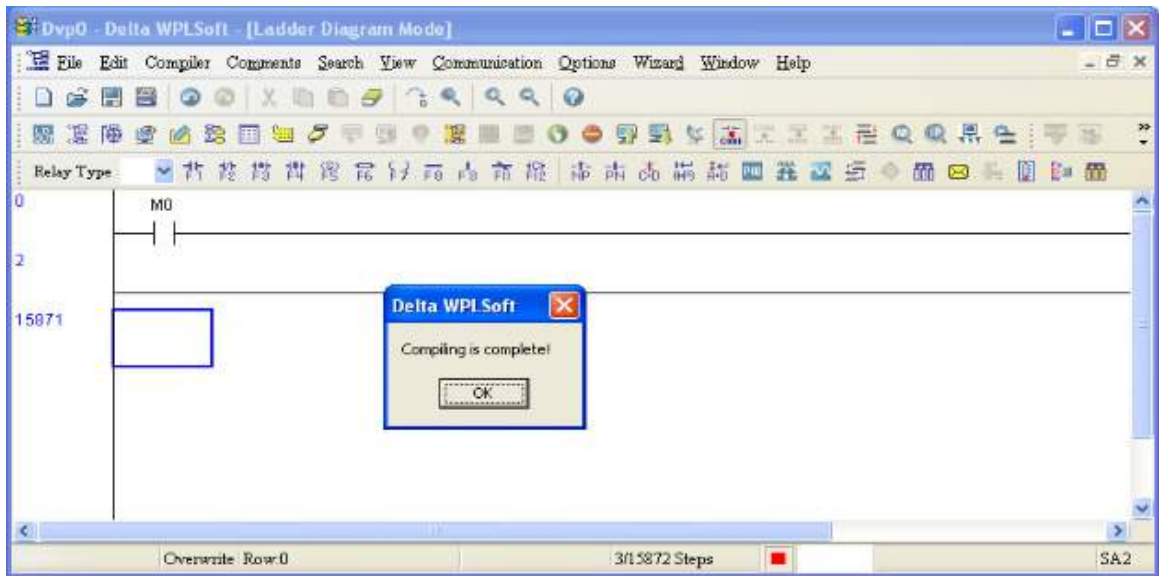 Dvp0 - Delta WPLSoft - [Ladder Diagram Mode]
File Edit Compiler Comments Search View Communication Options Wizard Window Help
Relay Type
0
M0
2
Delta WPLSoft
15871
Compiling is complete!
OK
Overwrite Row:0 3/15872 Steps SA2